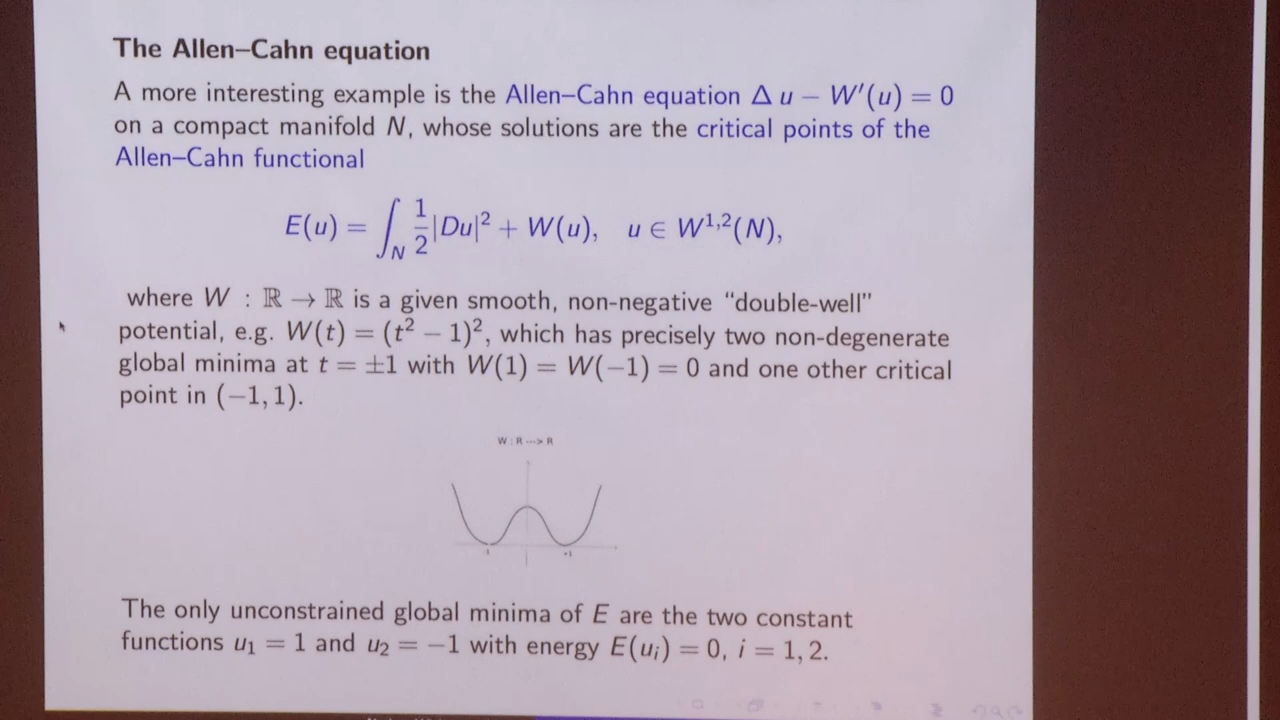 The Allen–Cahn equation
A more interesting example is the Allen–Cahn equation Δ u − W′(u) = 0
on a compact manifold N, whose solutions are the critical points of the
Allen–Cahn functional
E(u) = ∫_N 1/2 |Du|² + W(u), u ∈ W^{1,2}(N),
where W : ℝ → ℝ is a given smooth, non-negative “double-well”
potential, e.g. W(t) = (t² − 1)², which has precisely two non-degenerate
global minima at t = ±1 with W(1) = W(−1) = 0 and one other critical
point in (−1, 1).
W : R ---> R
The only unconstrained global minima of E are the two constant
functions u₁ = 1 and u₂ = −1 with energy E(uᵢ) = 0, i = 1, 2.